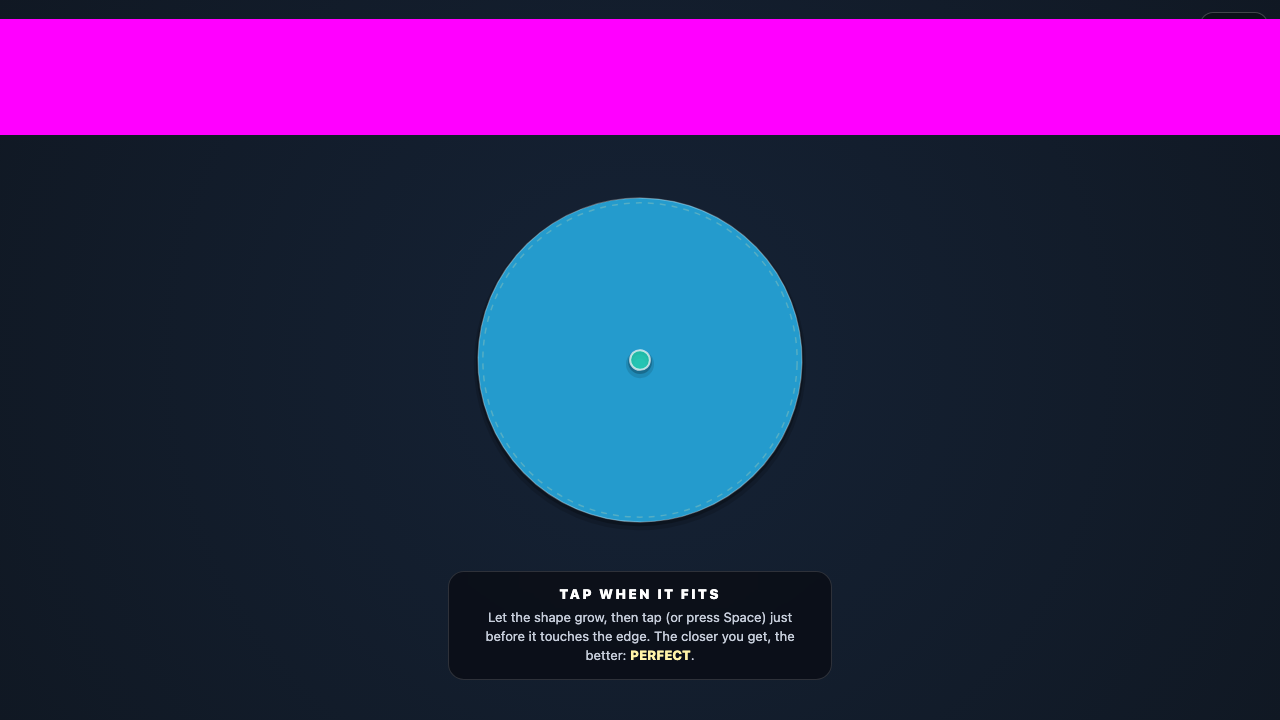 TAP WHEN IT FITS
Let the shape grow, then tap (or press Space) just
before it touches the edge. The closer you get, the
better: PERFECT.